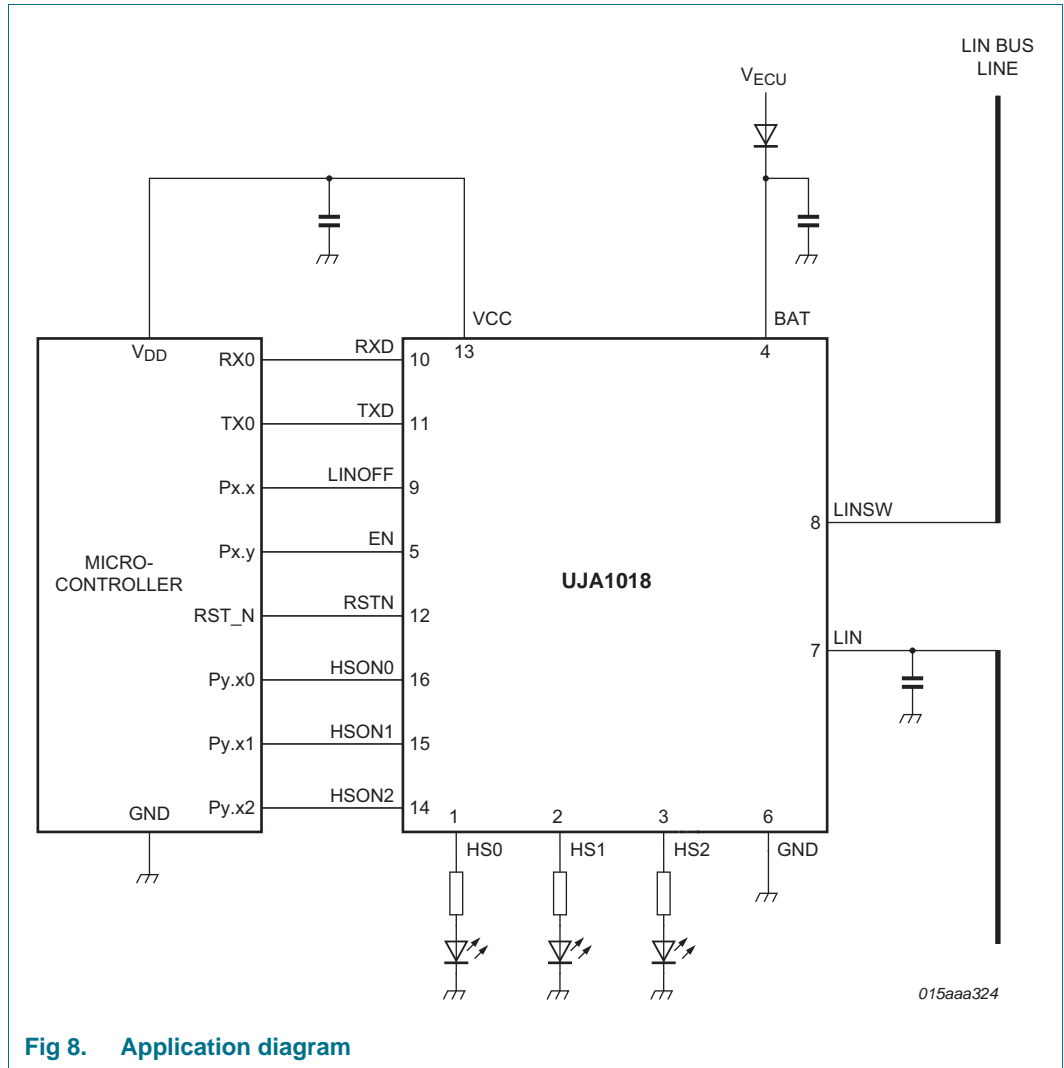 LIN BUS
LINE
VECU
VCC
BAT
VDD
13
4
RX0
RXD
10
TX0
TXD
11
Px.x
LINOFF
9
8
LINSW
Px.y
EN
5
MICRO-
CONTROLLER
UJA1018
RST_N
RSTN
12
7
LIN
Py.x0
HSON0
16
Py.x1
HSON1
15
GND
Py.x2
HSON2
14
1
2
3
6
HS0
HS1
HS2
GND
015aaa324
Fig 8. Application diagram